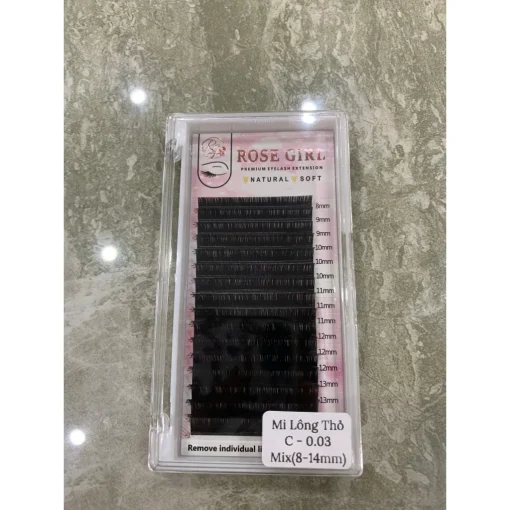 ROSE GIRL
PREMIUM EYELASH EXTENSION
NATURAL SOFT
8mm
9mm
9mm
10mm
10mm
10mm
11mm
11mm
11mm
12mm
12mm
12mm
13mm
13mm
Remove individual li
Mi Lông Thỏ
C - 0.03
Mix(8-14mm)